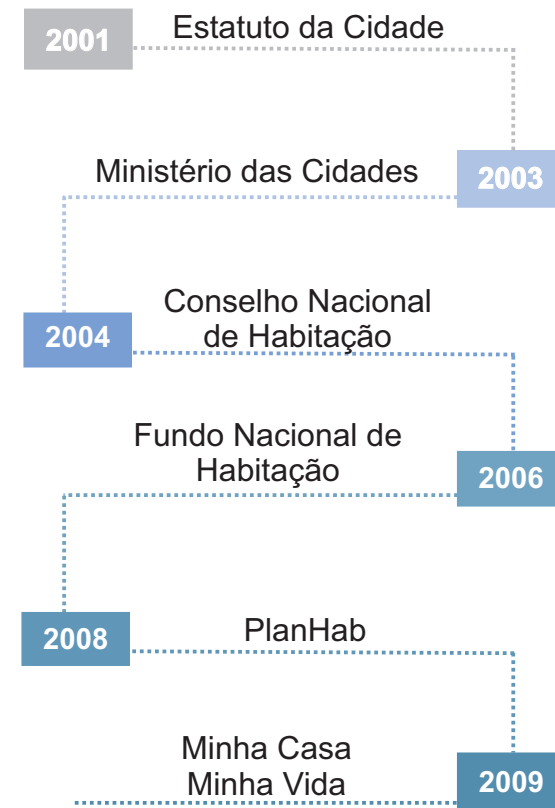 2001
Estatuto da Cidade
Ministério das Cidades
2003
Conselho Nacional
de Habitação
2004
Fundo Nacional de
Habitação
2006
2008
PlanHab
Minha Casa
Minha Vida
2009